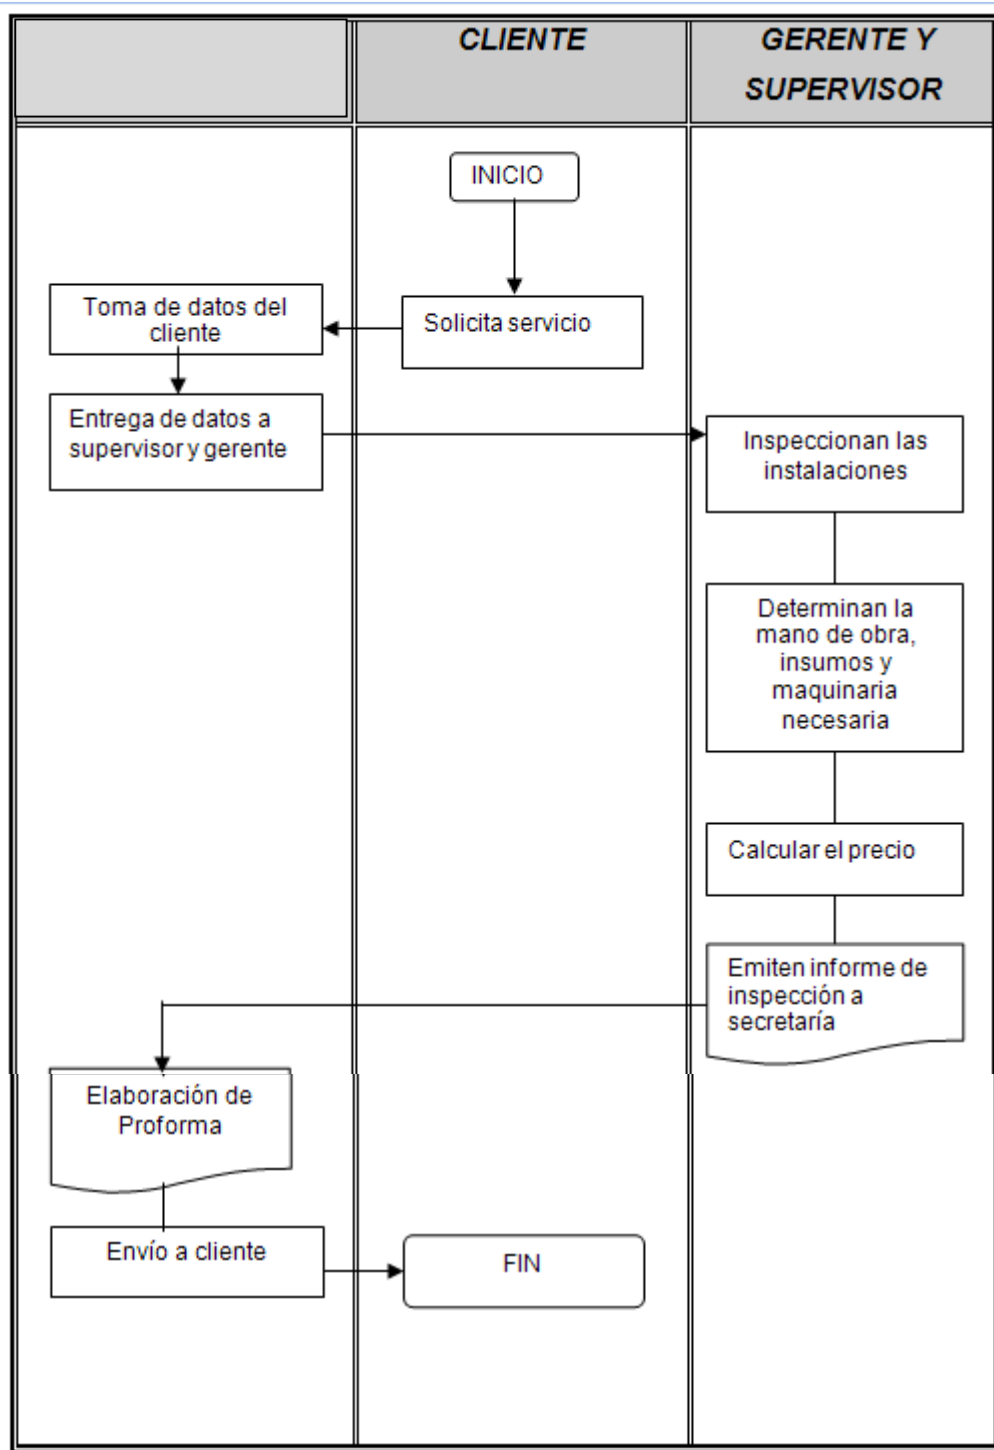 CLIENTE
GERENTE Y
SUPERVISOR
INICIO
Toma de datos del
cliente
Solicita servicio
Entrega de datos a
supervisor y gerente
Inspeccionan las
instalaciones
Determinan la
mano de obra,
insumos y
maquinaria
necesaria
Calcular el precio
Emiten informe de
inspección a
secretaría
Elaboración de
Proforma
Envío a cliente
FIN